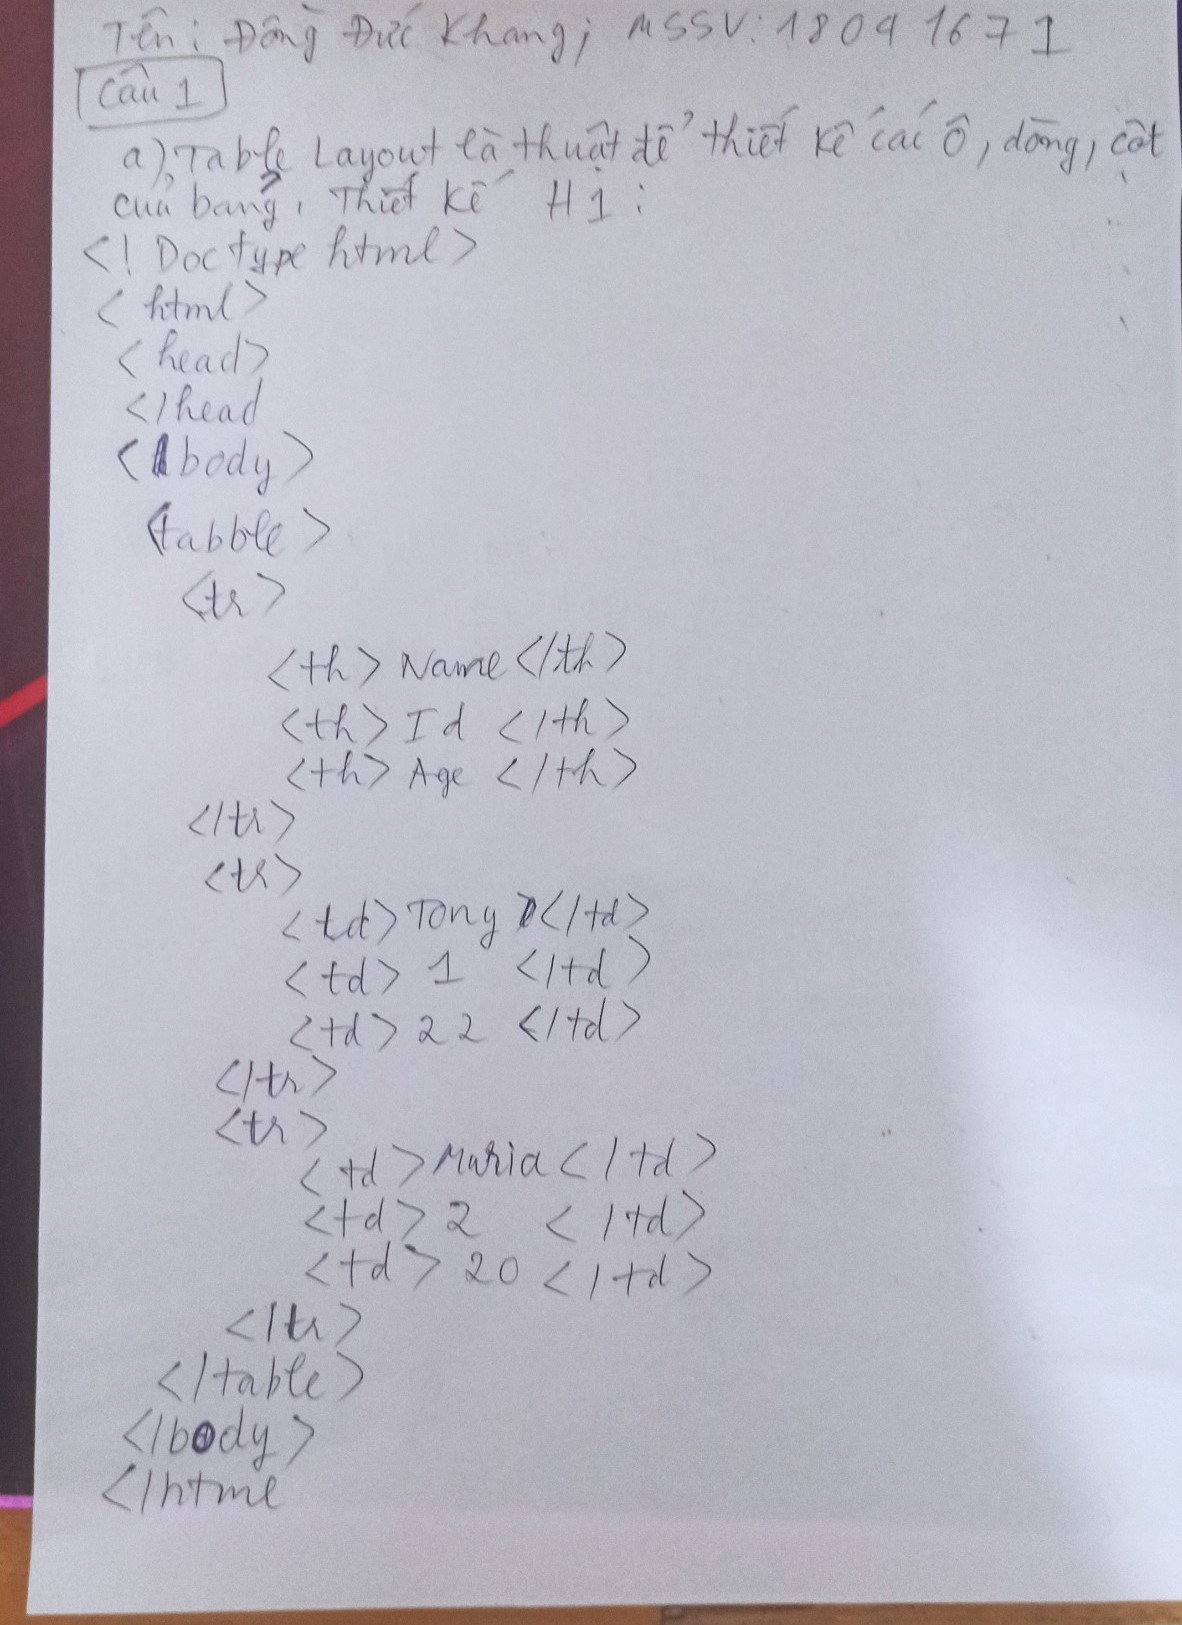 Tên: Đồng Đức Khang; MSSV: 18041671
Câu 1
a), Table Layout là thuật để thiết kế các ô, dòng, cột
của bảng, Thiết kế H1:
<! Doctype html>
< html>
< head>
</head
<body>
<tabble>
<tr>
<th> Name </th>
<th> Id </th>
<th> Age </th>
</tr>
<tr>
<td> Tony </td>
<td> 1 </td>
<td> 22 </td>
</tr>
<tr>
<td> Maria </td>
<td> 2 </td>
<td> 20 </td>
</tr>
</table>
</body>
</html